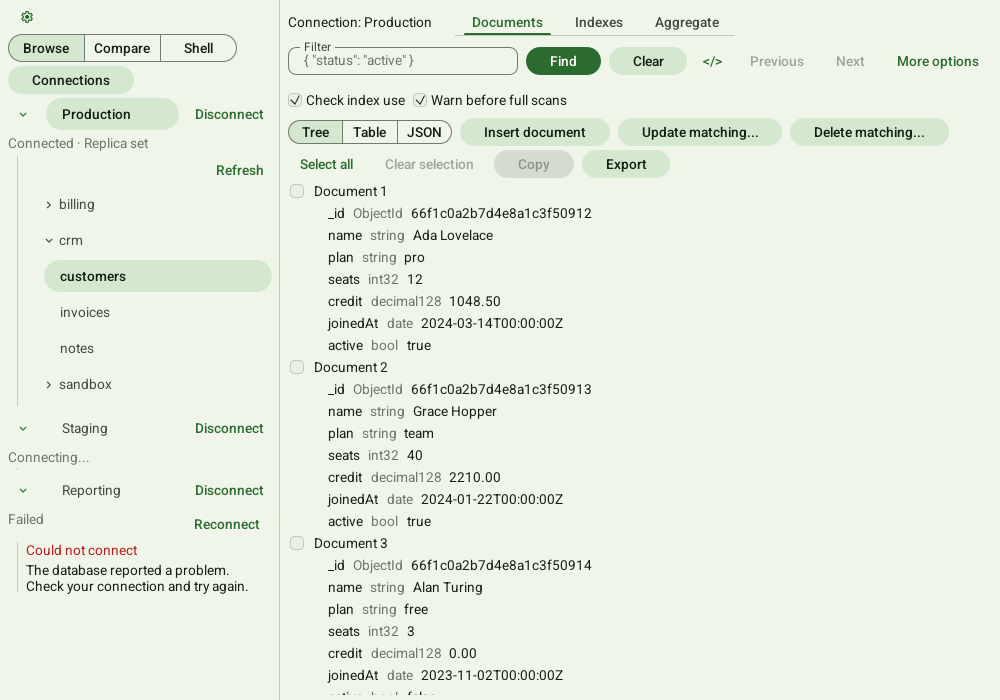 Browse Compare Shell
Connections
Production Disconnect
Connected · Replica set
Refresh
billing
crm
customers
invoices
notes
sandbox
Staging Disconnect
Connecting...
Reporting Disconnect
Failed Reconnect
Could not connect
The database reported a problem.
Check your connection and try again.
Connection: Production Documents Indexes Aggregate
Filter
{ "status": "active" } Find Clear </> Previous Next More options
Check index use Warn before full scans
Tree Table JSON Insert document Update matching... Delete matching...
Select all Clear selection Copy Export
Document 1
_id ObjectId 66f1c0a2b7d4e8a1c3f50912
name string Ada Lovelace
plan string pro
seats int32 12
credit decimal128 1048.50
joinedAt date 2024-03-14T00:00:00Z
active bool true
Document 2
_id ObjectId 66f1c0a2b7d4e8a1c3f50913
name string Grace Hopper
plan string team
seats int32 40
credit decimal128 2210.00
joinedAt date 2024-01-22T00:00:00Z
active bool true
Document 3
_id ObjectId 66f1c0a2b7d4e8a1c3f50914
name string Alan Turing
plan string free
seats int32 3
credit decimal128 0.00
joinedAt date 2023-11-02T00:00:00Z